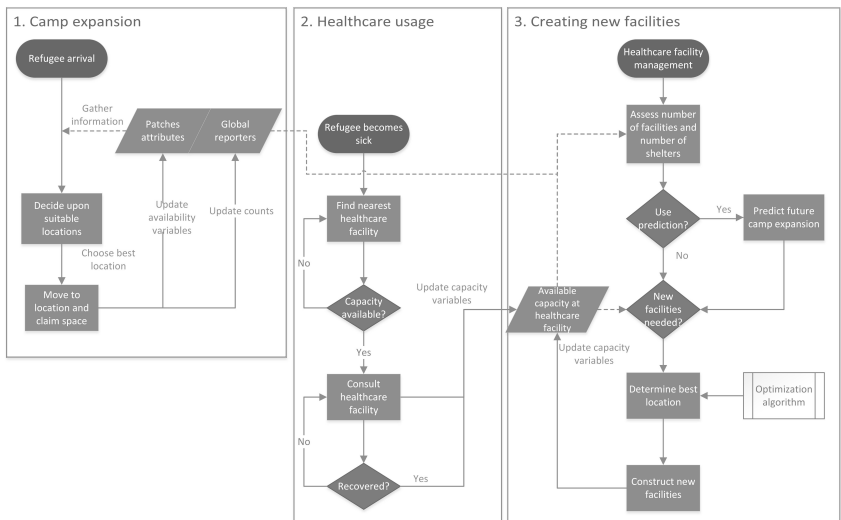 1. Camp expansion
Refugee arrival
Gather
information
Patches
attributes
Global
reporters
Decide upon
suitable
locations
Update
availability
variables
Update counts
Choose best
location
Move to
location and
claim space
2. Healthcare usage
Refugee becomes
sick
Find nearest
healthcare
facility
No
Capacity
available?
Update capacity
variables
Yes
Consult
healthcare
facility
No
Recovered?
Yes
3. Creating new facilities
Healthcare facility
management
Assess number
of facilities and
number of
shelters
Use
prediction?
Yes
Predict future
camp expansion
No
Available
capacity at
healthcare
facility
New
facilities
needed?
Update capacity
variables
Determine best
location
Optimization
algorithm
Construct new
facilities